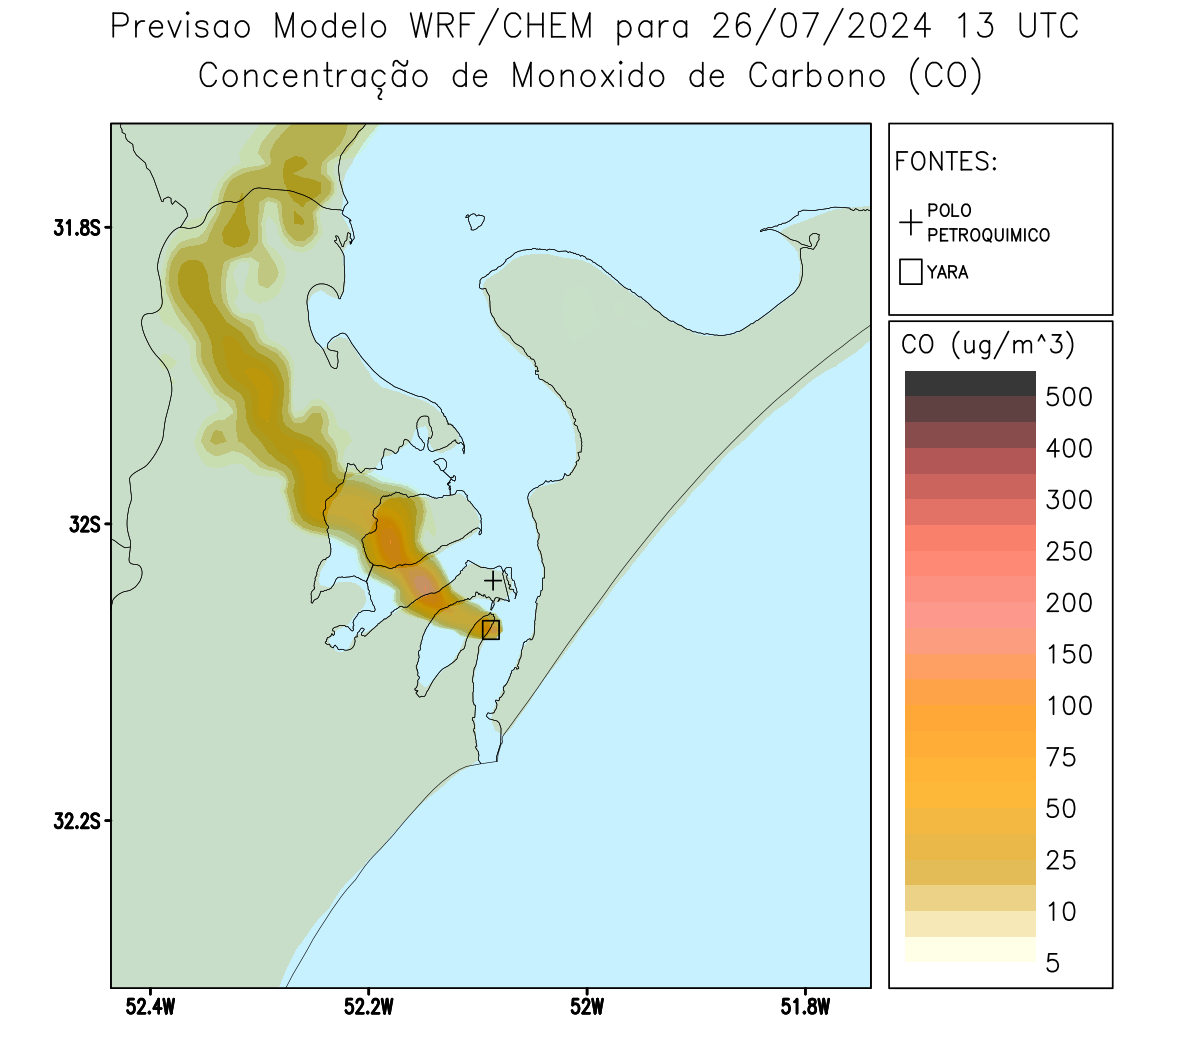 Previsao Modelo WRF/CHEM para 26/07/2024 13 UTC
Concentração de Monoxido de Carbono (CO)
FONTES:
POLO
PETROQUIMICO
YARA
CO (ug/m^3)
500
400
300
250
200
150
100
75
50
25
10
5
31.8S
32S
32.2S
52.4W
52.2W
52W
51.8W